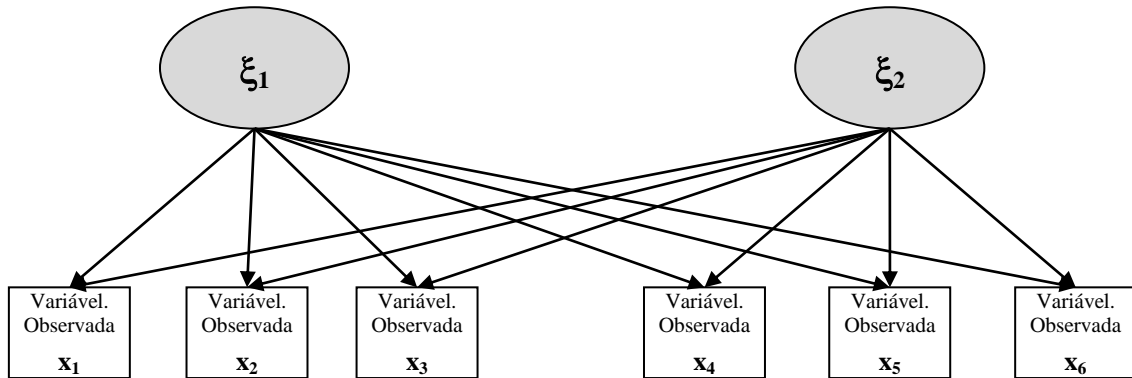 ξ1
ξ2
Variável.
Observada
x1
Variável.
Observada
x2
Variável.
Observada
x3
Variável.
Observada
x4
Variável.
Observada
x5
Variável.
Observada
x6